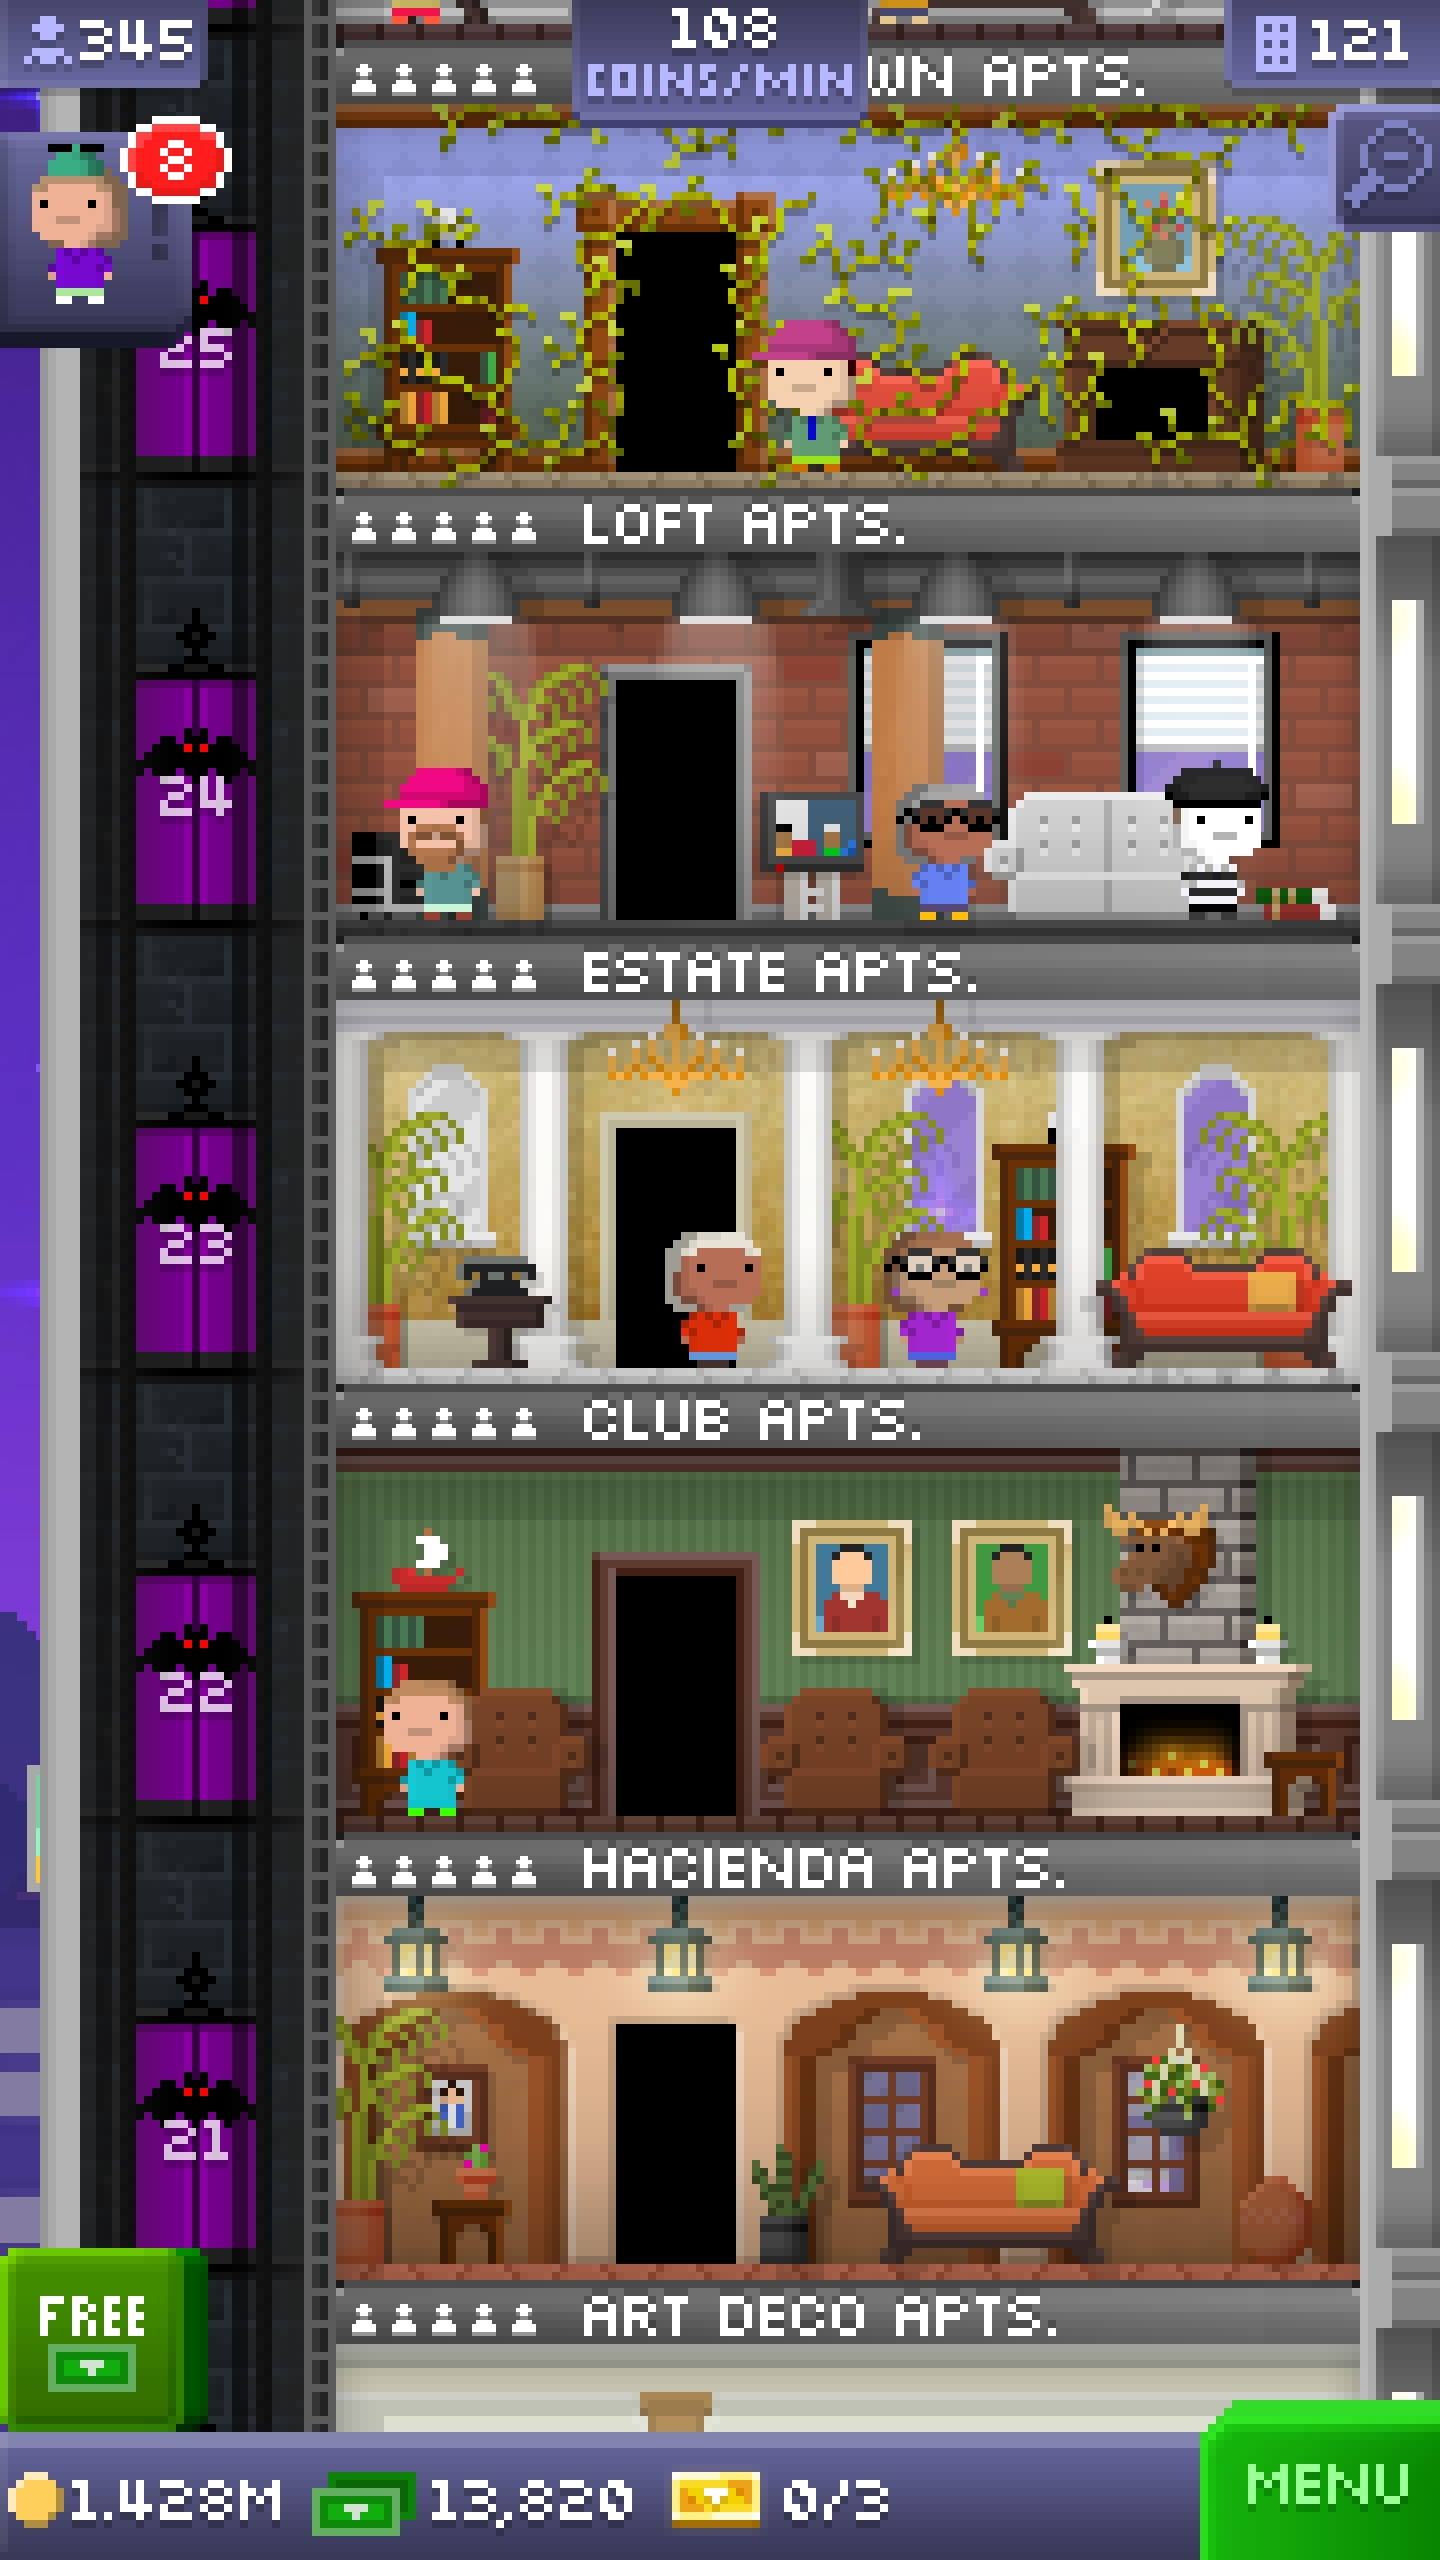 345
108
COINS/MIN
121
WN APTS.
8
25
LOFT APTS.
24
ESTATE APTS.
23
CLUB APTS.
22
HACIENDA APTS.
21
ART DECO APTS.
FREE
1.428M
13,820
0/3
MENU